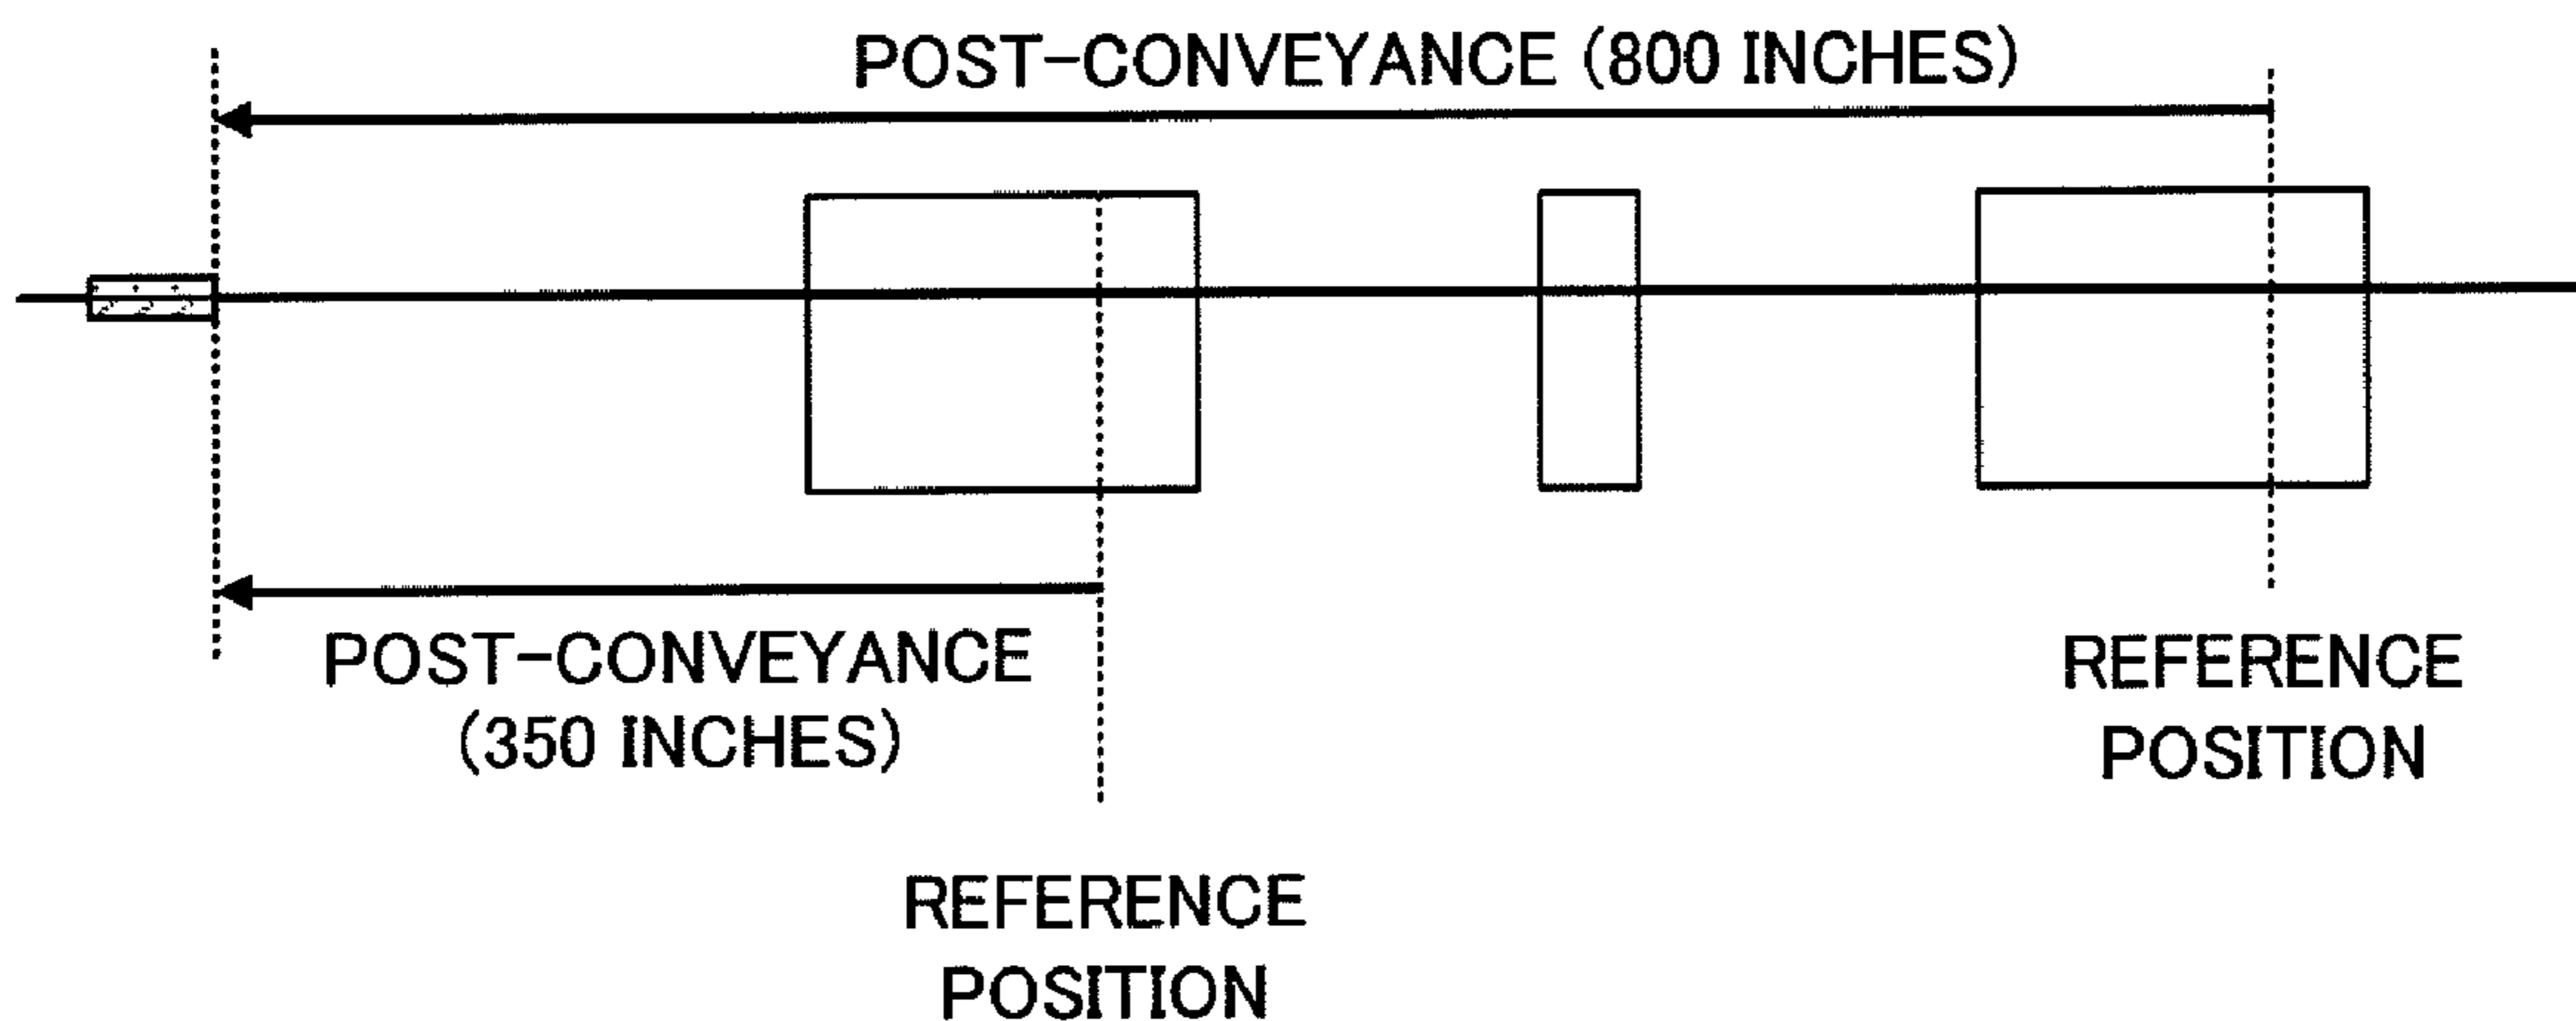 POST-CONVEYANCE (800 INCHES)
POST-CONVEYANCE
(350 INCHES)
REFERENCE
POSITION
REFERENCE
POSITION